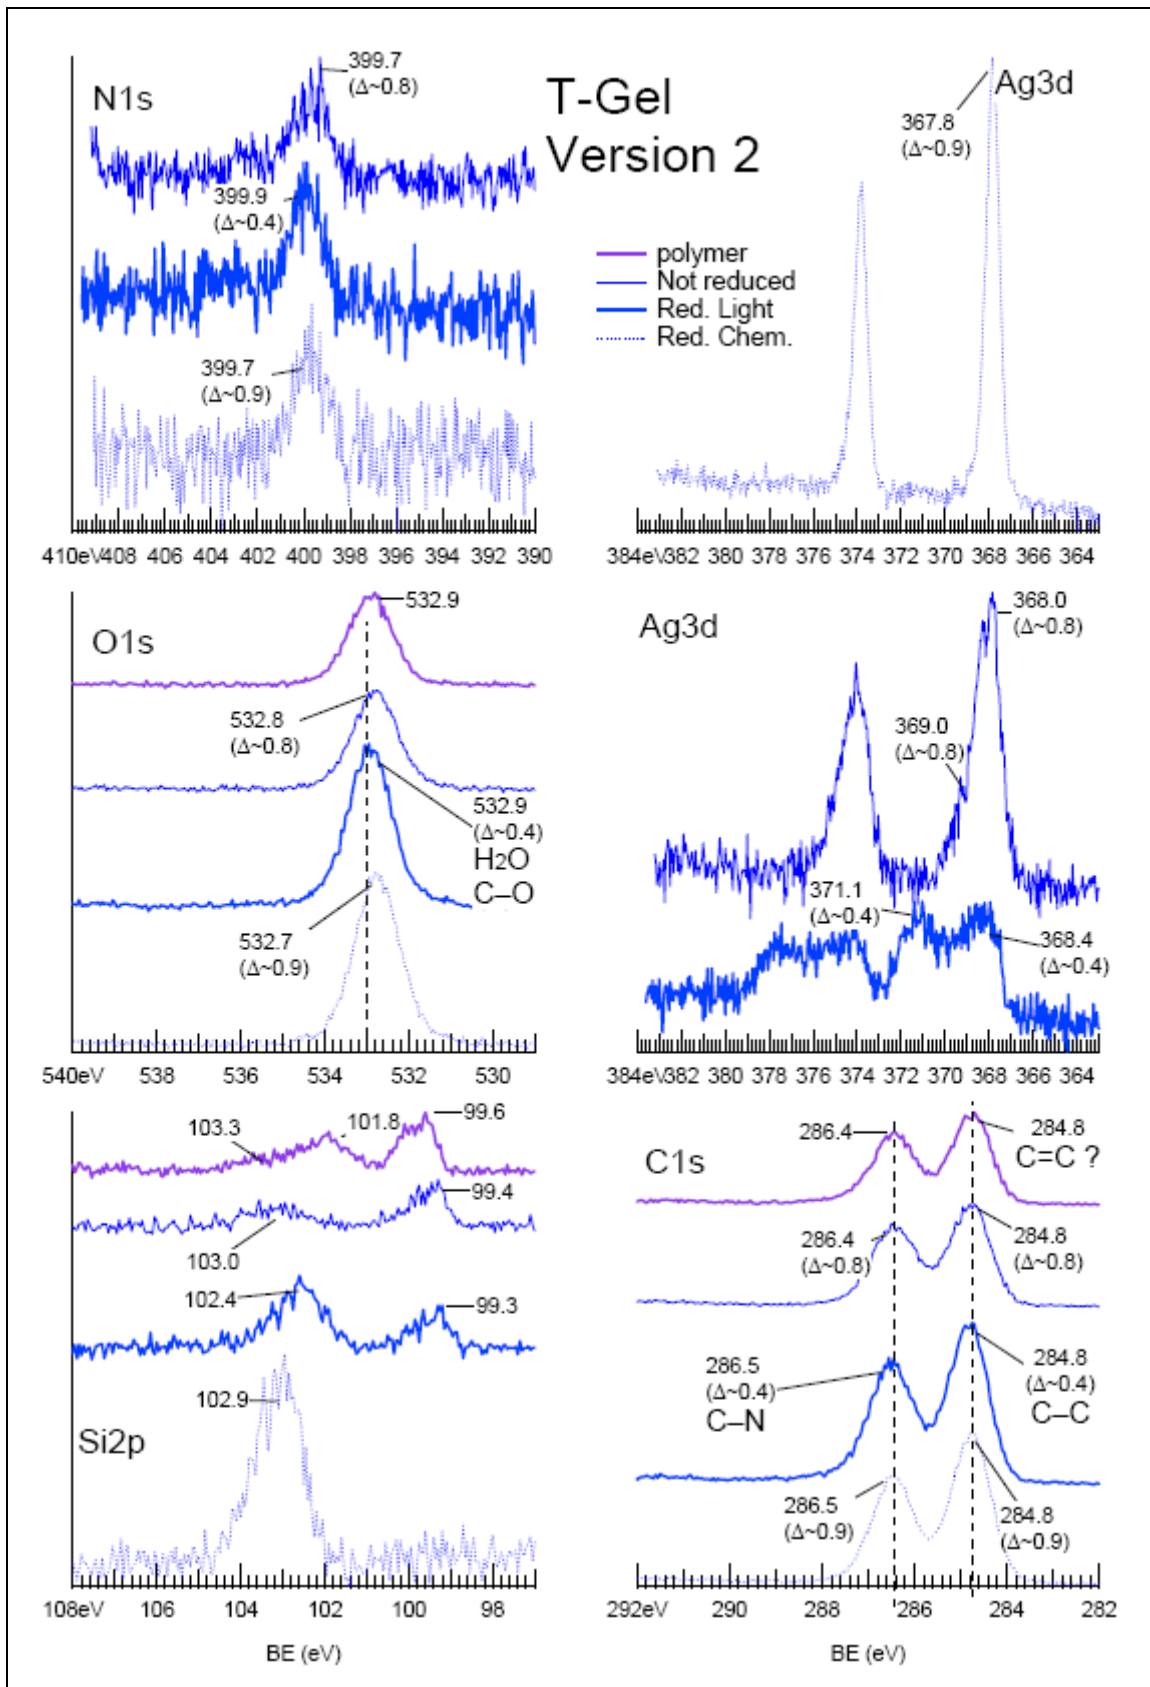 T-Gel
Version 2
polymer
Not reduced
Red. Light
Red. Chem.
N1s
399.7
(Δ~0.8)
399.9
(Δ~0.4)
399.7
(Δ~0.9)
410eV 408 406 404 402 400 398 396 394 392 390
Ag3d
367.8
(Δ~0.9)
384eV 382 380 378 376 374 372 370 368 366 364
O1s
532.9
532.8
(Δ~0.8)
532.9
(Δ~0.4)
H2O
C–O
532.7
(Δ~0.9)
540eV 538 536 534 532 530
Ag3d
368.0
(Δ~0.8)
369.0
(Δ~0.8)
371.1
(Δ~0.4)
368.4
(Δ~0.4)
384eV 382 380 378 376 374 372 370 368 366 364
99.6
101.8
103.3
99.4
103.0
102.4
99.3
102.9
Si2p
108eV 106 104 102 100 98
BE (eV)
C1s
286.4
284.8
C=C ?
286.4
(Δ~0.8)
284.8
(Δ~0.8)
286.5
(Δ~0.4)
C–N
284.8
(Δ~0.4)
C–C
286.5
(Δ~0.9)
284.8
(Δ~0.9)
292eV 290 288 286 284 282
BE (eV)